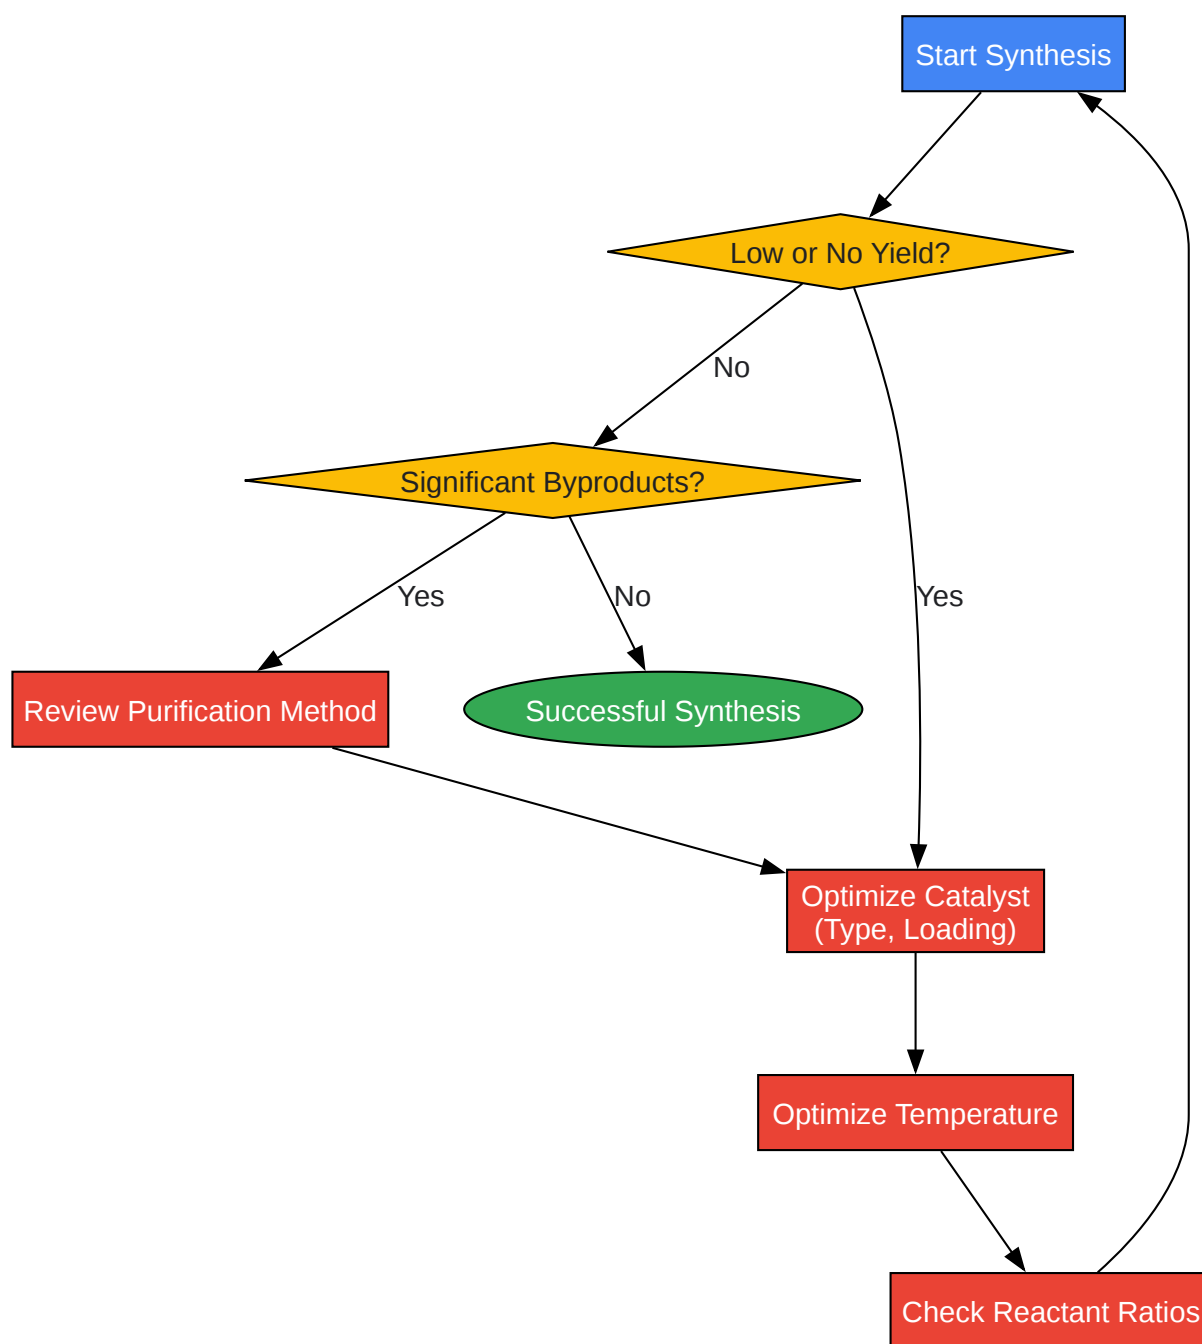 Start Synthesis
Low or No Yield?
No
Significant Byproducts?
Yes
No
Yes
Review Purification Method
Successful Synthesis
Optimize Catalyst
(Type, Loading)
Optimize Temperature
Check Reactant Ratios